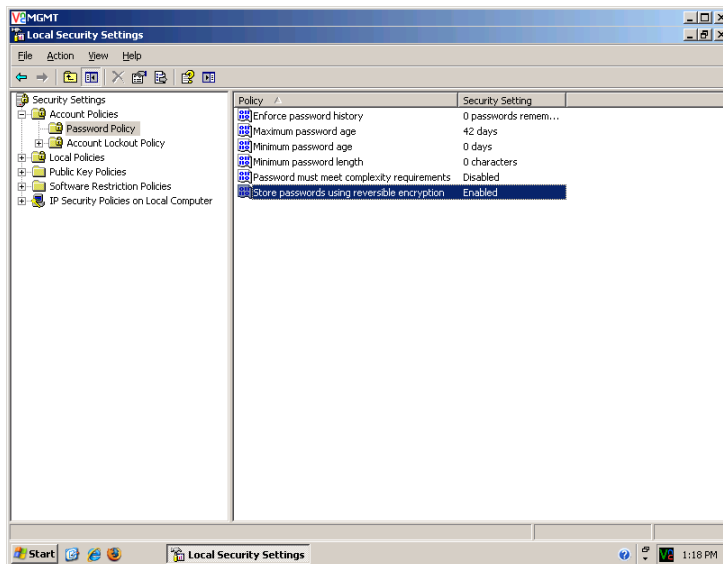 V2 MGMT
Local Security Settings
File Action View Help
Security Settings
Account Policies
Password Policy
Account Lockout Policy
Local Policies
Public Key Policies
Software Restriction Policies
IP Security Policies on Local Computer
Policy Security Setting
Enforce password history 0 passwords remem...
Maximum password age 42 days
Minimum password age 0 days
Minimum password length 0 characters
Password must meet complexity requirements Disabled
Store passwords using reversible encryption Enabled
Start Local Security Settings V2 1:18 PM